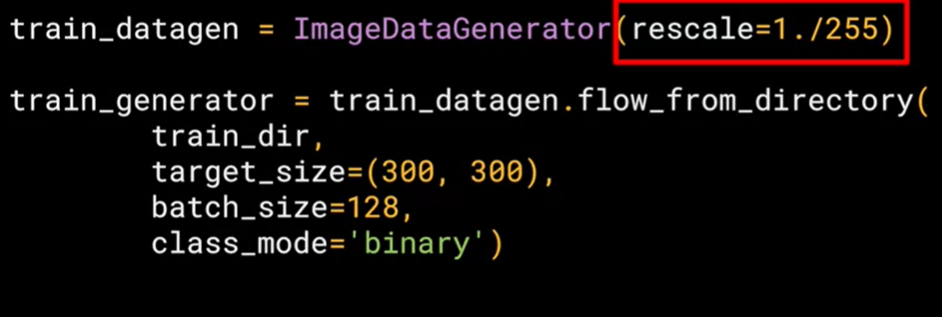 train_datagen = ImageDataGenerator(rescale=1./255)
train_generator = train_datagen.flow_from_directory(
train_dir,
target_size=(300, 300),
batch_size=128,
class_mode='binary')